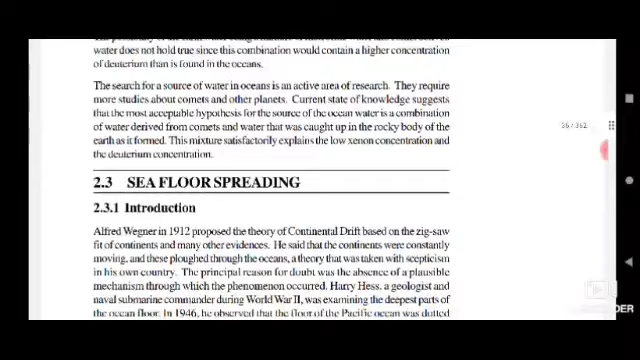 water does not hold true since this combination would contain a higher concentration
of deuterium than is found in the oceans.
The search for a source of water in oceans is an active area of research. They require
more studies about comets and other planets. Current state of knowledge suggests
that the most acceptable hypothesis for the source of the ocean water is a combination
of water derived from comets and water that was caught up in the rocky body of the
earth as it formed. This mixture satisfactorily explains the low xenon concentration and
the deuterium concentration.
2.3 SEA FLOOR SPREADING
2.3.1 Introduction
Alfred Wegner in 1912 proposed the theory of Continental Drift based on the zig-saw
fit of continents and many other evidences. He said that the continents were constantly
moving, and these ploughed through the oceans, a theory that was taken with scepticism
in his own country. The principal reason for doubt was the absence of a plausible
mechanism through which the phenomenon occurred. Harry Hess, a geologist and
naval submarine commander during World War II, was examining the deepest parts of
the ocean floor. In 1946, he observed that the floor of the Pacific ocean was dotted
36/362